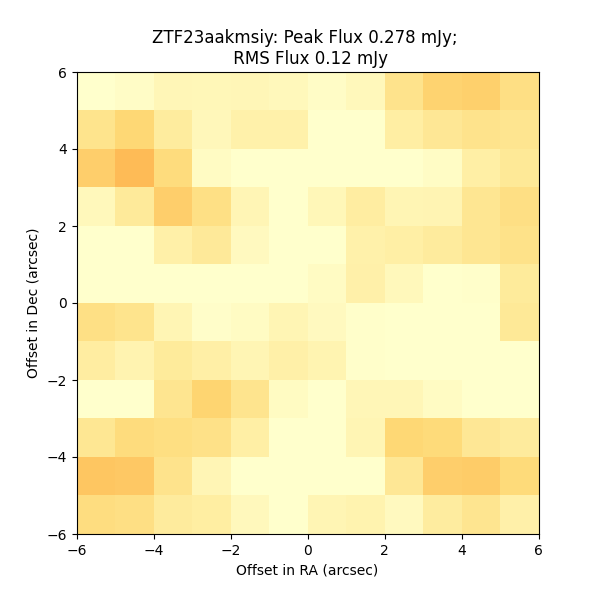 ZTF23aakmsiy: Peak Flux 0.278 mJy;
RMS Flux 0.12 mJy
6
4
2
0
−2
−4
−6
Offset in Dec (arcsec)
−6 −4 −2 0 2 4 6
Offset in RA (arcsec)